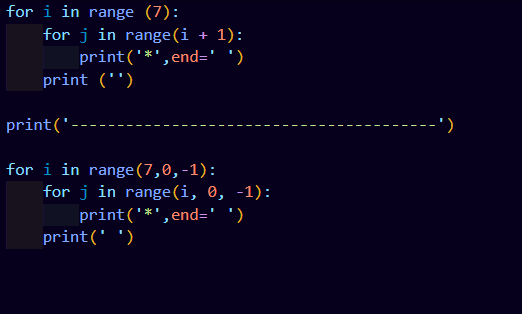 for i in range (7):
    for j in range(i + 1):
        print('*',end=' ')
    print ('')
print('----------------------------------------')
for i in range(7,0,-1):
    for j in range(i, 0, -1):
        print('*',end=' ')
    print(' ')